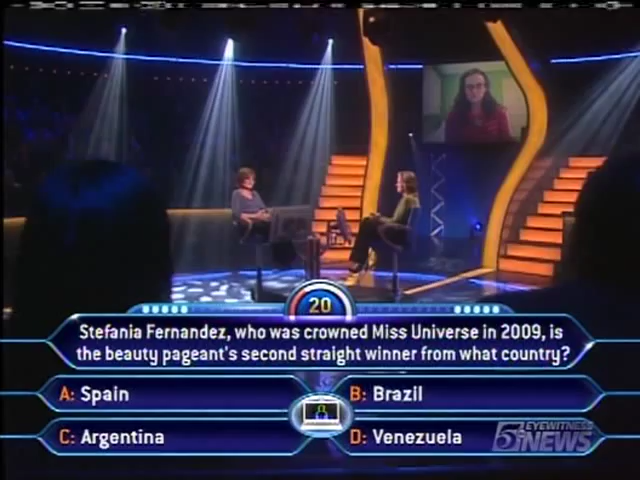 20
Stefania Fernandez, who was crowned Miss Universe in 2009, is
the beauty pageant's second straight winner from what country?
A: Spain
B: Brazil
C: Argentina
D: Venezuela
5 EYEWITNESS
NEWS